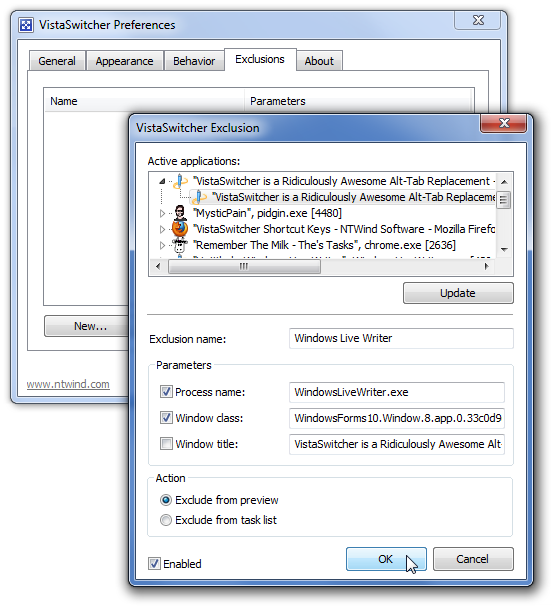 VistaSwitcher Preferences
General Appearance Behavior Exclusions About
Name Parameters
New...
www.ntwind.com
VistaSwitcher Exclusion
Active applications:
"VistaSwitcher is a Ridiculously Awesome Alt-Tab Replacement -
"VistaSwitcher is a Ridiculously Awesome Alt-Tab Replaceme
"MysticPain", pidgin.exe [4480]
"VistaSwitcher Shortcut Keys - NTWind Software - Mozilla Firefo
"Remember The Milk - The's Tasks", chrome.exe [2636]
Update
Exclusion name: Windows Live Writer
Parameters
Process name: WindowsLiveWriter.exe
Window class: WindowsForms10.Window.8.app.0.33c0d9
Window title: VistaSwitcher is a Ridiculously Awesome Alt
Action
Exclude from preview
Exclude from task list
Enabled
OK Cancel